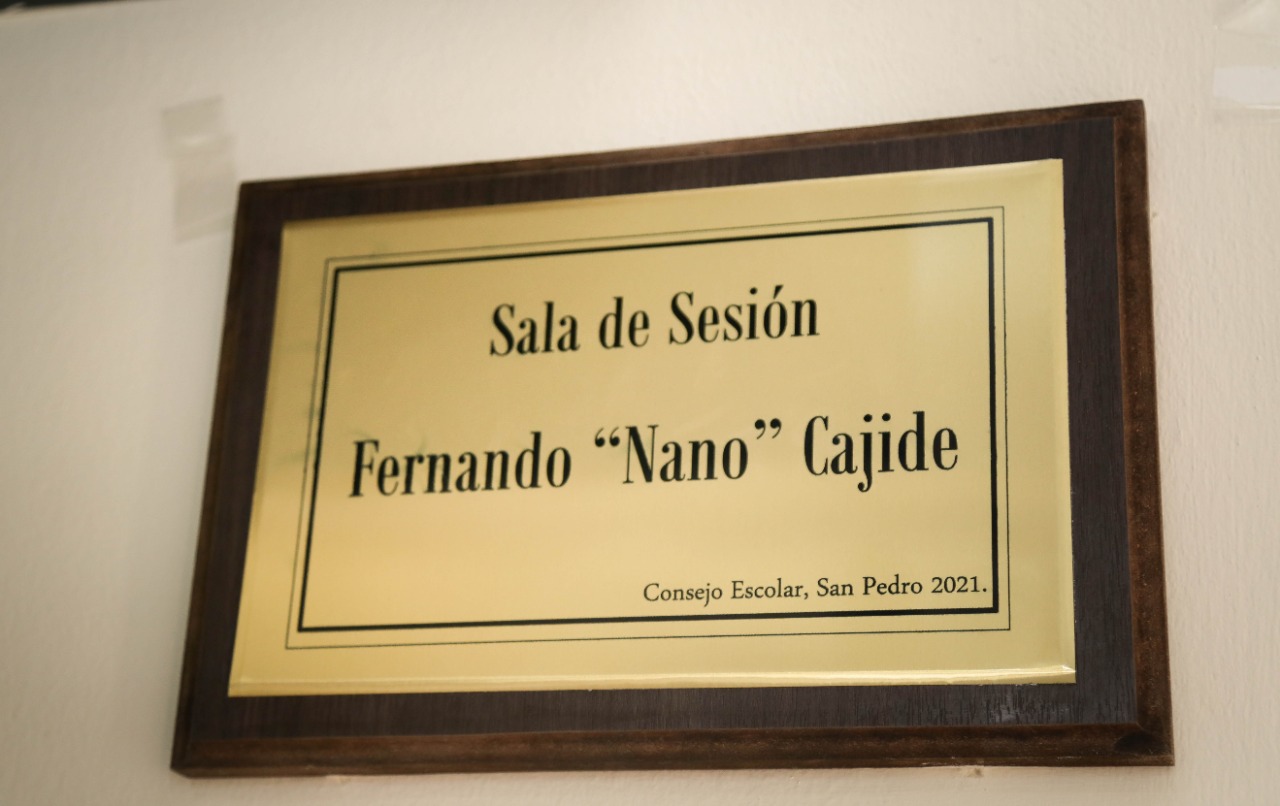 Sala de Sesión
Fernando “Nano” Cajide
Consejo Escolar, San Pedro 2021.